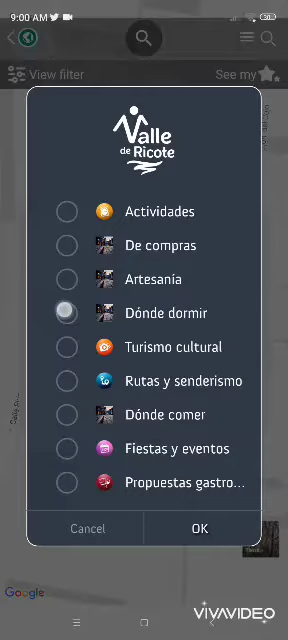 9:00 AM
View filter
See my
Valle
de Ricote
Actividades
De compras
Artesanía
Dónde dormir
Turismo cultural
Rutas y senderismo
Dónde comer
Fiestas y eventos
Propuestas gastro...
Cancel
OK
Google
VIVAVIDEO